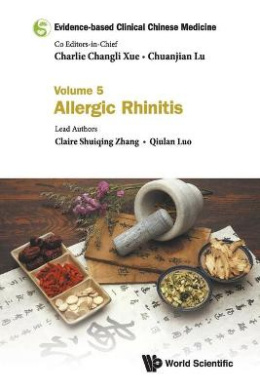 Evidence-based Clinical Chinese Medicine
Co Editors-in-Chief
Charlie Changli Xue • Chuanjian Lu
Volume 5
Allergic Rhinitis
Lead Authors
Claire Shuiqing Zhang • Qiulan Luo
World Scientific